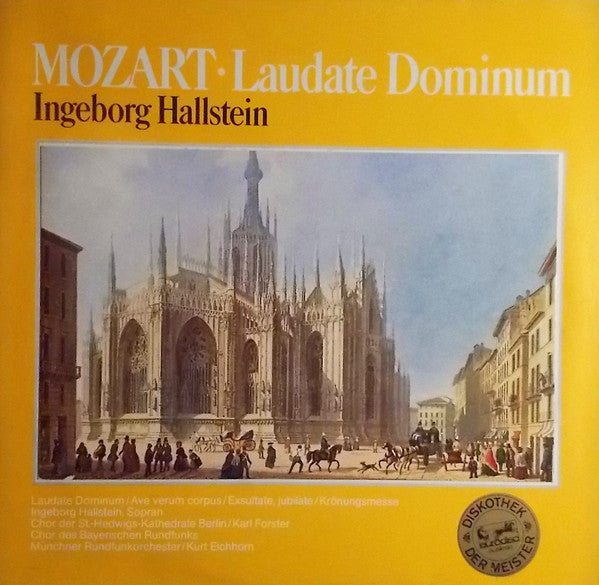 MOZART · Laudate Dominum
Ingeborg Hallstein
Laudate Dominum / Ave verum corpus / Exsultate, jubilate / Krönungsmesse
Ingeborg Hallstein, Sopran
Chor der St.-Hedwigs-Kathedrale Berlin / Karl Forster
Chor des Bayerischen Rundfunks
Münchner Rundfunkorchester / Kurt Eichhorn
DISKOTHEK
eurodisc
DER MEISTER